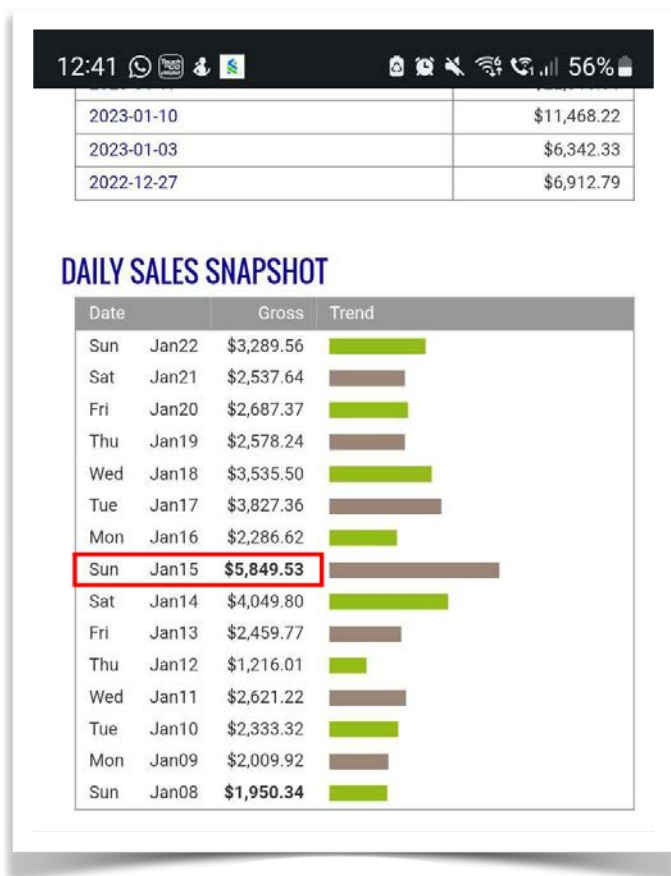 12:41 56%
2023-01-10 $11,468.22
2023-01-03 $6,342.33
2022-12-27 $6,912.79
DAILY SALES SNAPSHOT
Date Gross Trend
Sun Jan22 $3,289.56
Sat Jan21 $2,537.64
Fri Jan20 $2,687.37
Thu Jan19 $2,578.24
Wed Jan18 $3,535.50
Tue Jan17 $3,827.36
Mon Jan16 $2,286.62
Sun Jan15 $5,849.53
Sat Jan14 $4,049.80
Fri Jan13 $2,459.77
Thu Jan12 $1,216.01
Wed Jan11 $2,621.22
Tue Jan10 $2,333.32
Mon Jan09 $2,009.92
Sun Jan08 $1,950.34